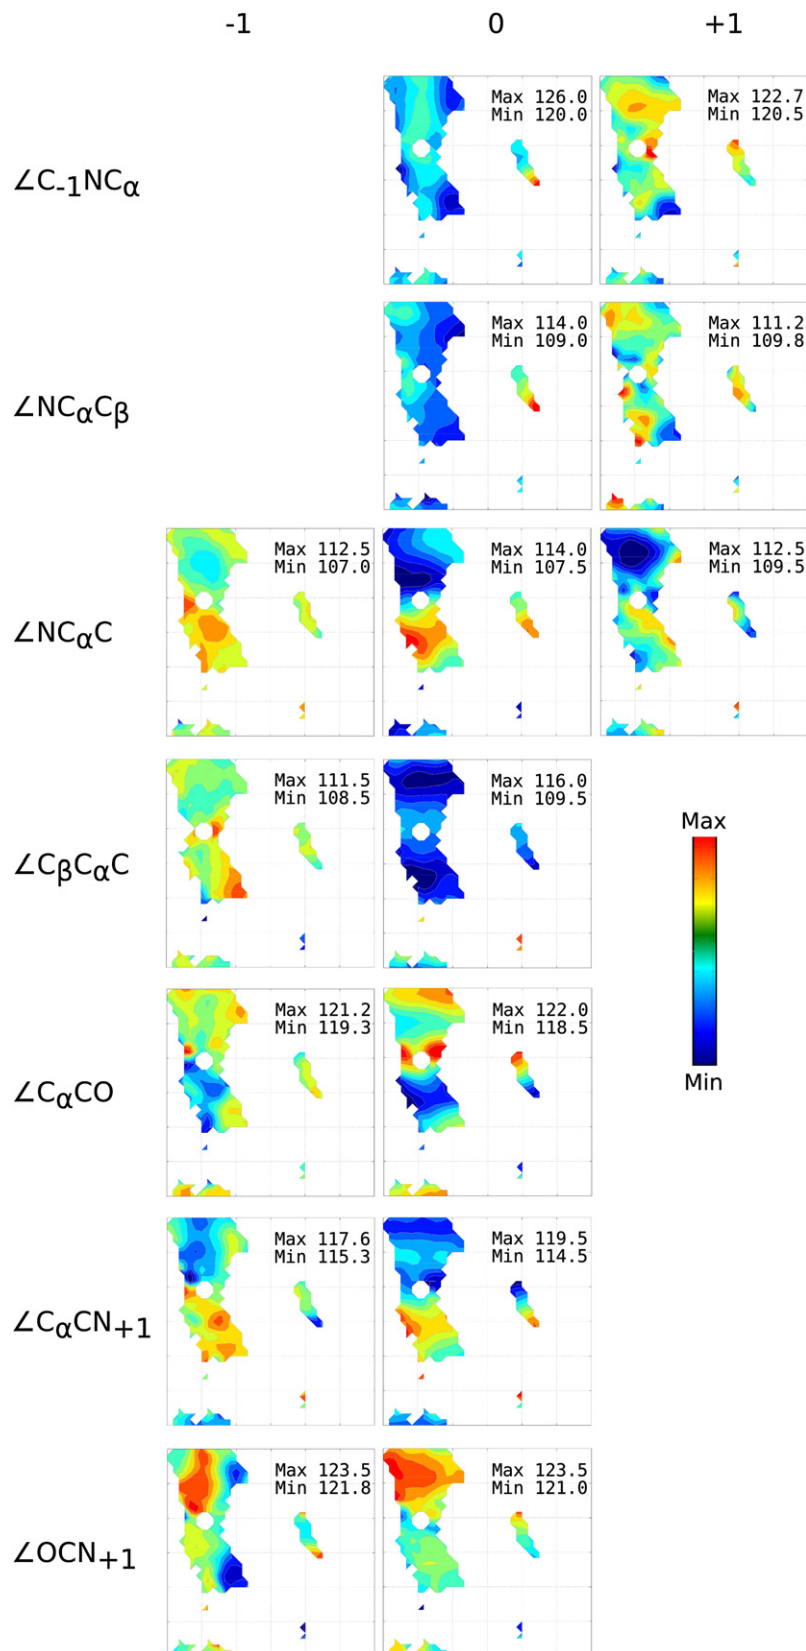 -1 0 +1
Max 126.0 Max 122.7
Min 120.0 Min 120.5
∠C-1NCα
Max 114.0 Max 111.2
Min 109.0 Min 109.8
∠NCαCβ
Max 112.5 Max 114.0 Max 112.5
Min 107.0 Min 107.5 Min 109.5
∠NCαC
Max 111.5 Max 116.0
Min 108.5 Min 109.5
∠CβCαC
Max
Min
Max 121.2 Max 122.0
Min 119.3 Min 118.5
∠CαCO
Max 117.6 Max 119.5
Min 115.3 Min 114.5
∠CαCN+1
Max 123.5 Max 123.5
Min 121.8 Min 121.0
∠OCN+1